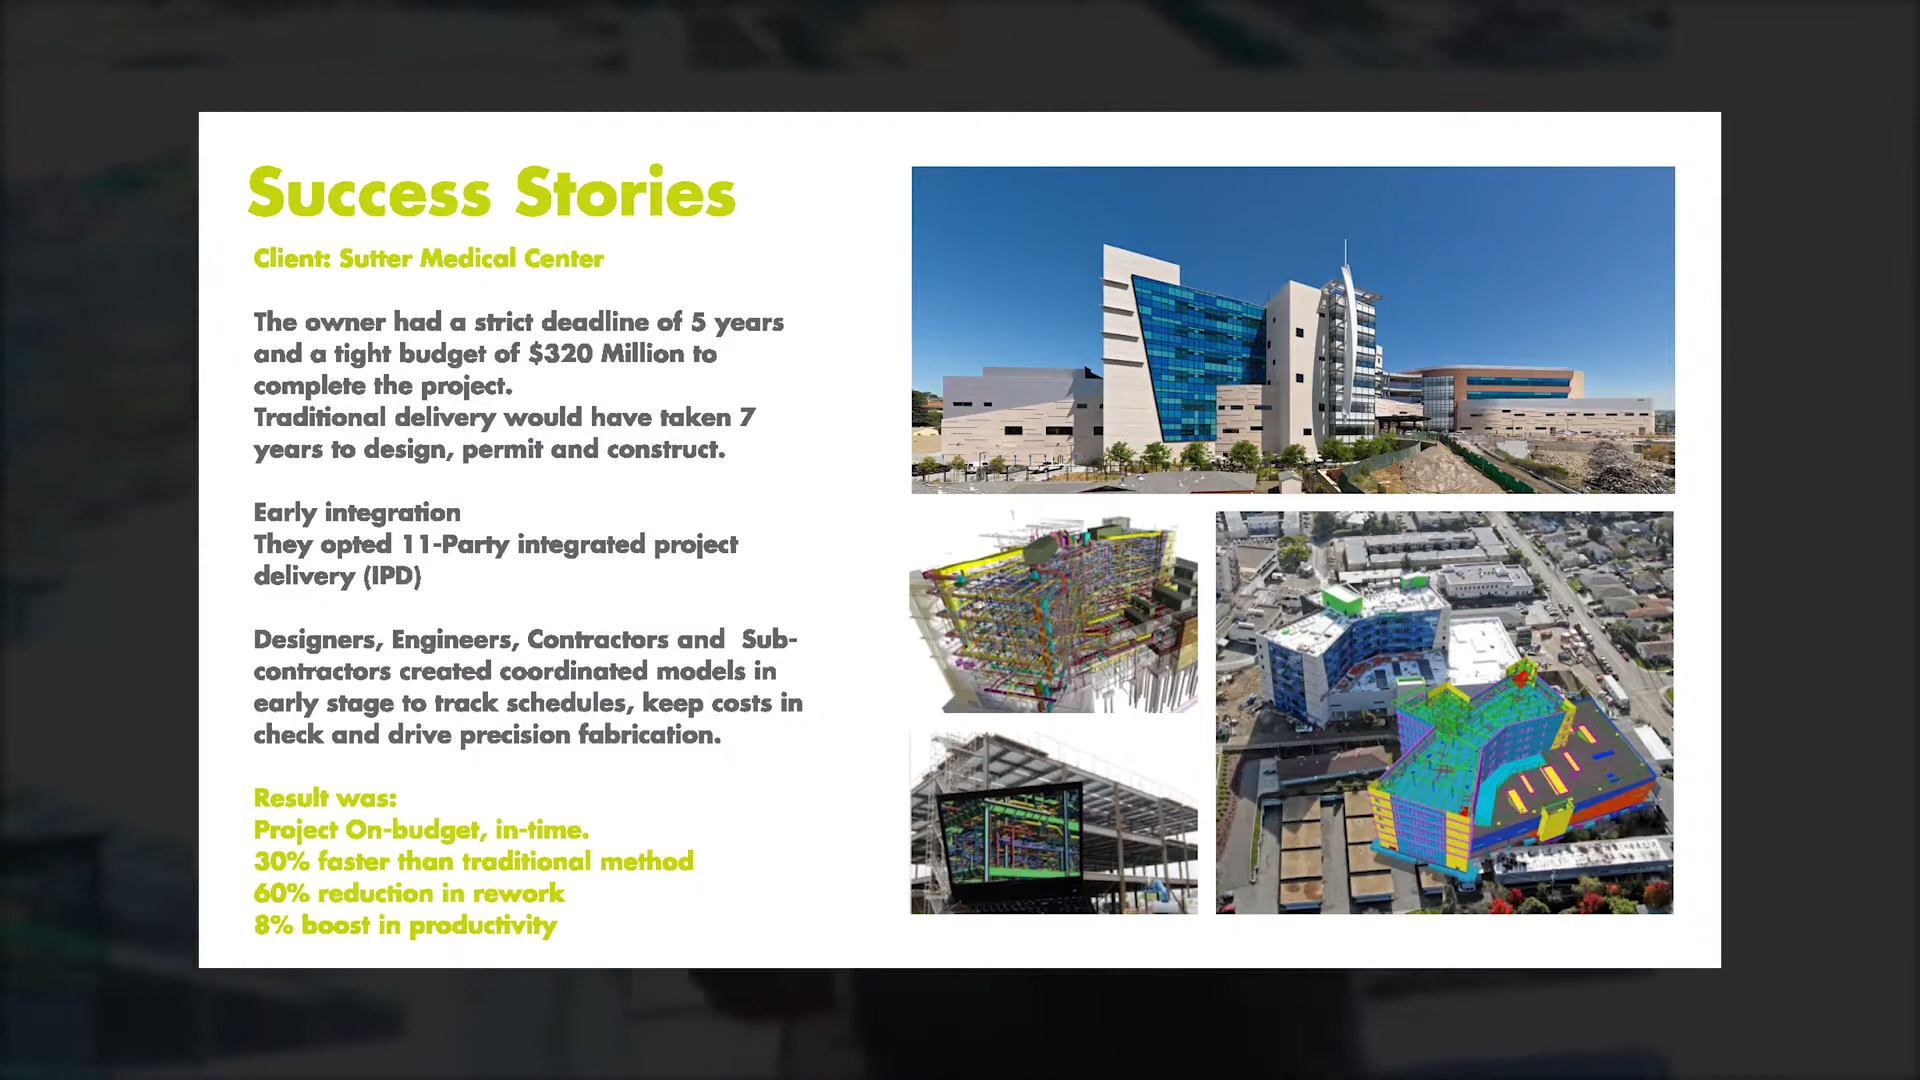 Success Stories
Client: Sutter Medical Center
The owner had a strict deadline of 5 years
and a tight budget of $320 Million to
complete the project.
Traditional delivery would have taken 7
years to design, permit and construct.
Early integration
They opted 11-Party integrated project
delivery (IPD)
Designers, Engineers, Contractors and  Sub-
contractors created coordinated models in
early stage to track schedules, keep costs in
check and drive precision fabrication.
Result was:
Project On-budget, in-time.
30% faster than traditional method
60% reduction in rework
8% boost in productivity